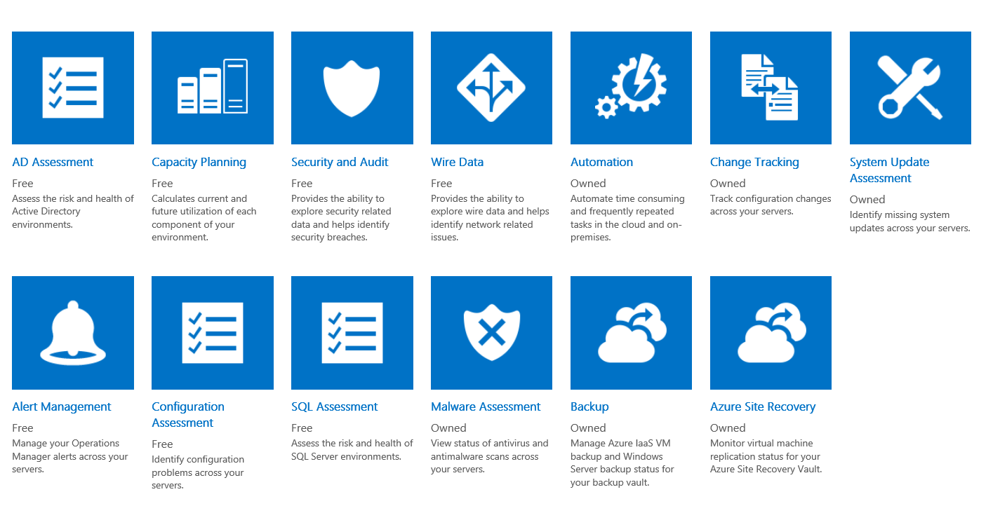 AD Assessment
Free
Assess the risk and health of
Active Directory
environments.
Capacity Planning
Free
Calculates current and
future utilization of each
component of your
environment.
Security and Audit
Free
Provides the ability to
explore security related
data and helps identify
security breaches.
Wire Data
Free
Provides the ability to
explore wire data and helps
identify network related
issues.
Automation
Owned
Automate time consuming
and frequently repeated
tasks in the cloud and on-
premises.
Change Tracking
Owned
Track configuration changes
across your servers.
System Update
Assessment
Owned
Identify missing system
updates across your servers.
Alert Management
Free
Manage your Operations
Manager alerts across your
servers.
Configuration
Assessment
Free
Identify configuration
problems across your
servers.
SQL Assessment
Free
Assess the risk and health of
SQL Server environments.
Malware Assessment
Owned
View status of antivirus and
antimalware scans across
your servers.
Backup
Owned
Manage Azure IaaS VM
backup and Windows
Server backup status for
your backup vault.
Azure Site Recovery
Owned
Monitor virtual machine
replication status for your
Azure Site Recovery Vault.